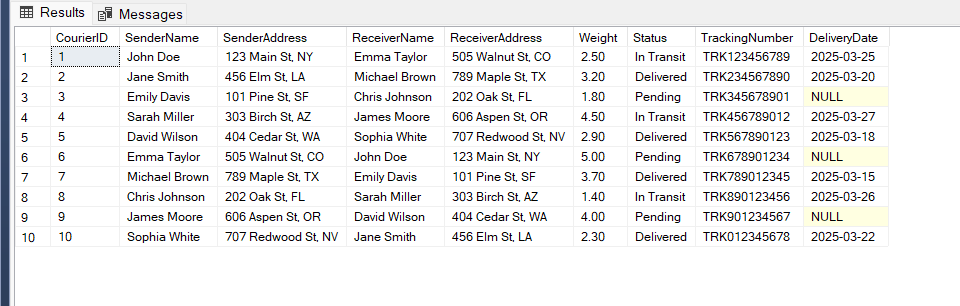 Results Messages
CourierID SenderName SenderAddress ReceiverName ReceiverAddress Weight Status TrackingNumber DeliveryDate
1 1 John Doe 123 Main St, NY Emma Taylor 505 Walnut St, CO 2.50 In Transit TRK123456789 2025-03-25
2 2 Jane Smith 456 Elm St, LA Michael Brown 789 Maple St, TX 3.20 Delivered TRK234567890 2025-03-20
3 3 Emily Davis 101 Pine St, SF Chris Johnson 202 Oak St, FL 1.80 Pending TRK345678901 NULL
4 4 Sarah Miller 303 Birch St, AZ James Moore 606 Aspen St, OR 4.50 In Transit TRK456789012 2025-03-27
5 5 David Wilson 404 Cedar St, WA Sophia White 707 Redwood St, NV 2.90 Delivered TRK567890123 2025-03-18
6 6 Emma Taylor 505 Walnut St, CO John Doe 123 Main St, NY 5.00 Pending TRK678901234 NULL
7 7 Michael Brown 789 Maple St, TX Emily Davis 101 Pine St, SF 3.70 Delivered TRK789012345 2025-03-15
8 8 Chris Johnson 202 Oak St, FL Sarah Miller 303 Birch St, AZ 1.40 In Transit TRK890123456 2025-03-26
9 9 James Moore 606 Aspen St, OR David Wilson 404 Cedar St, WA 4.00 Pending TRK901234567 NULL
10 10 Sophia White 707 Redwood St, NV Jane Smith 456 Elm St, LA 2.30 Delivered TRK012345678 2025-03-22